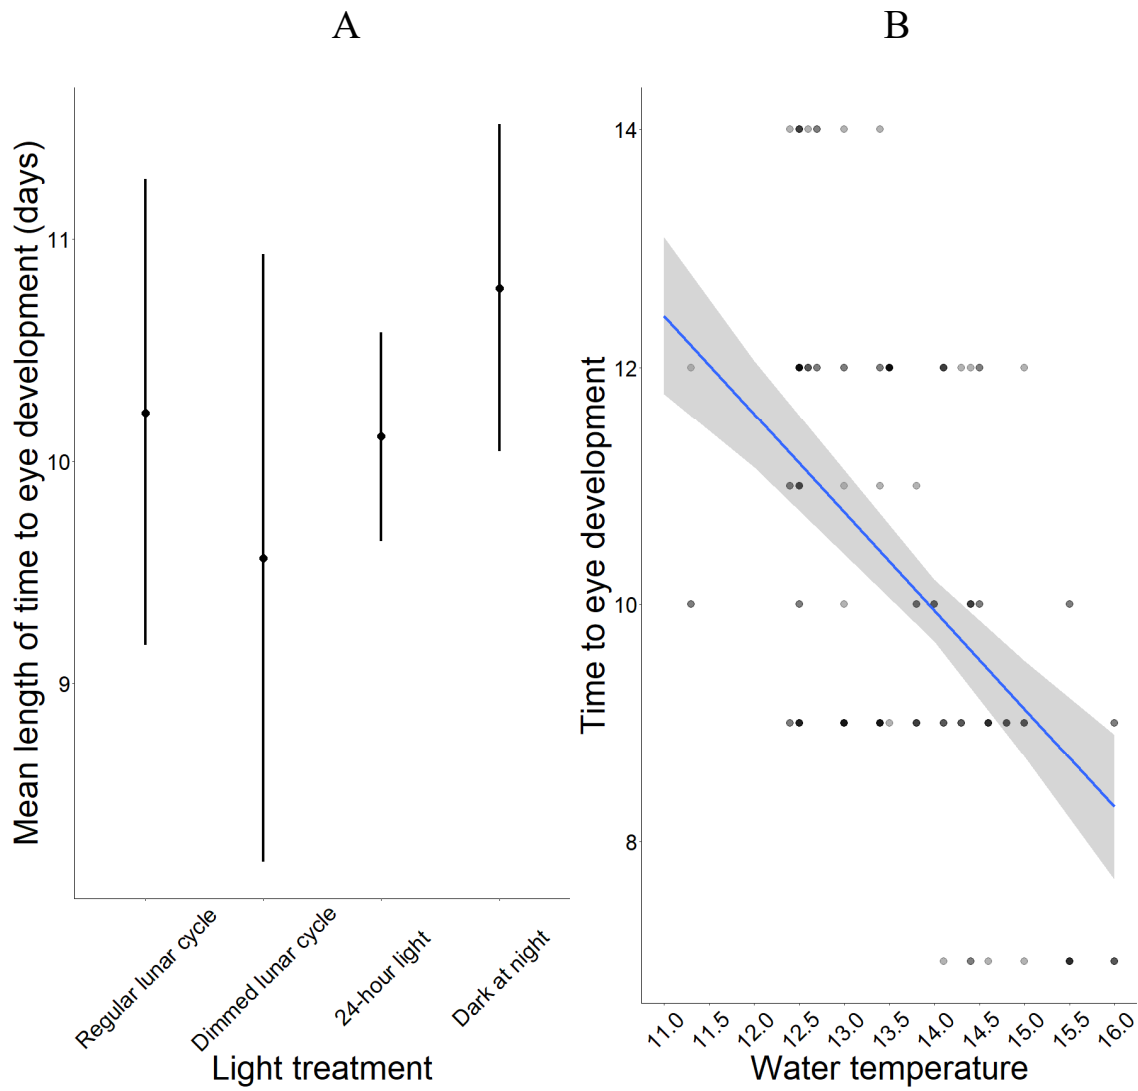 A
Mean length of time to eye development (days)
11
10
9
Regular lunar cycle
Dimmed lunar cycle
24-hour light
Dark at night
Light treatment
B
Time to eye development
14
12
10
8
11.0
11.5
12.0
12.5
13.0
13.5
14.0
14.5
15.0
15.5
16.0
Water temperature